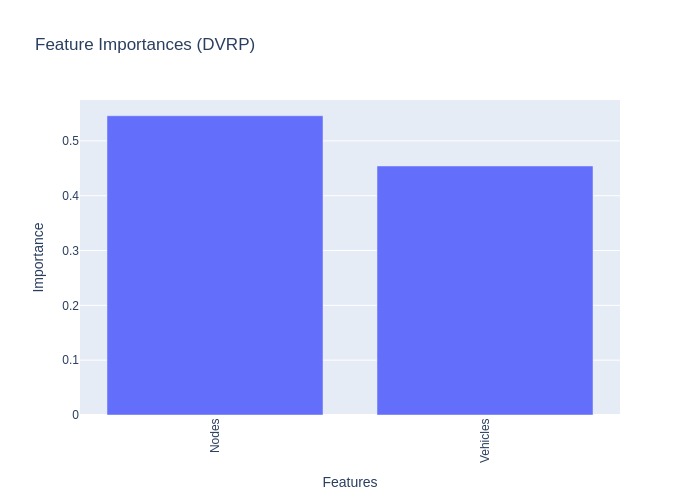 Feature Importances (DVRP)
0.5
0.4
0.3
0.2
0.1
0
Importance
Nodes
Vehicles
Features